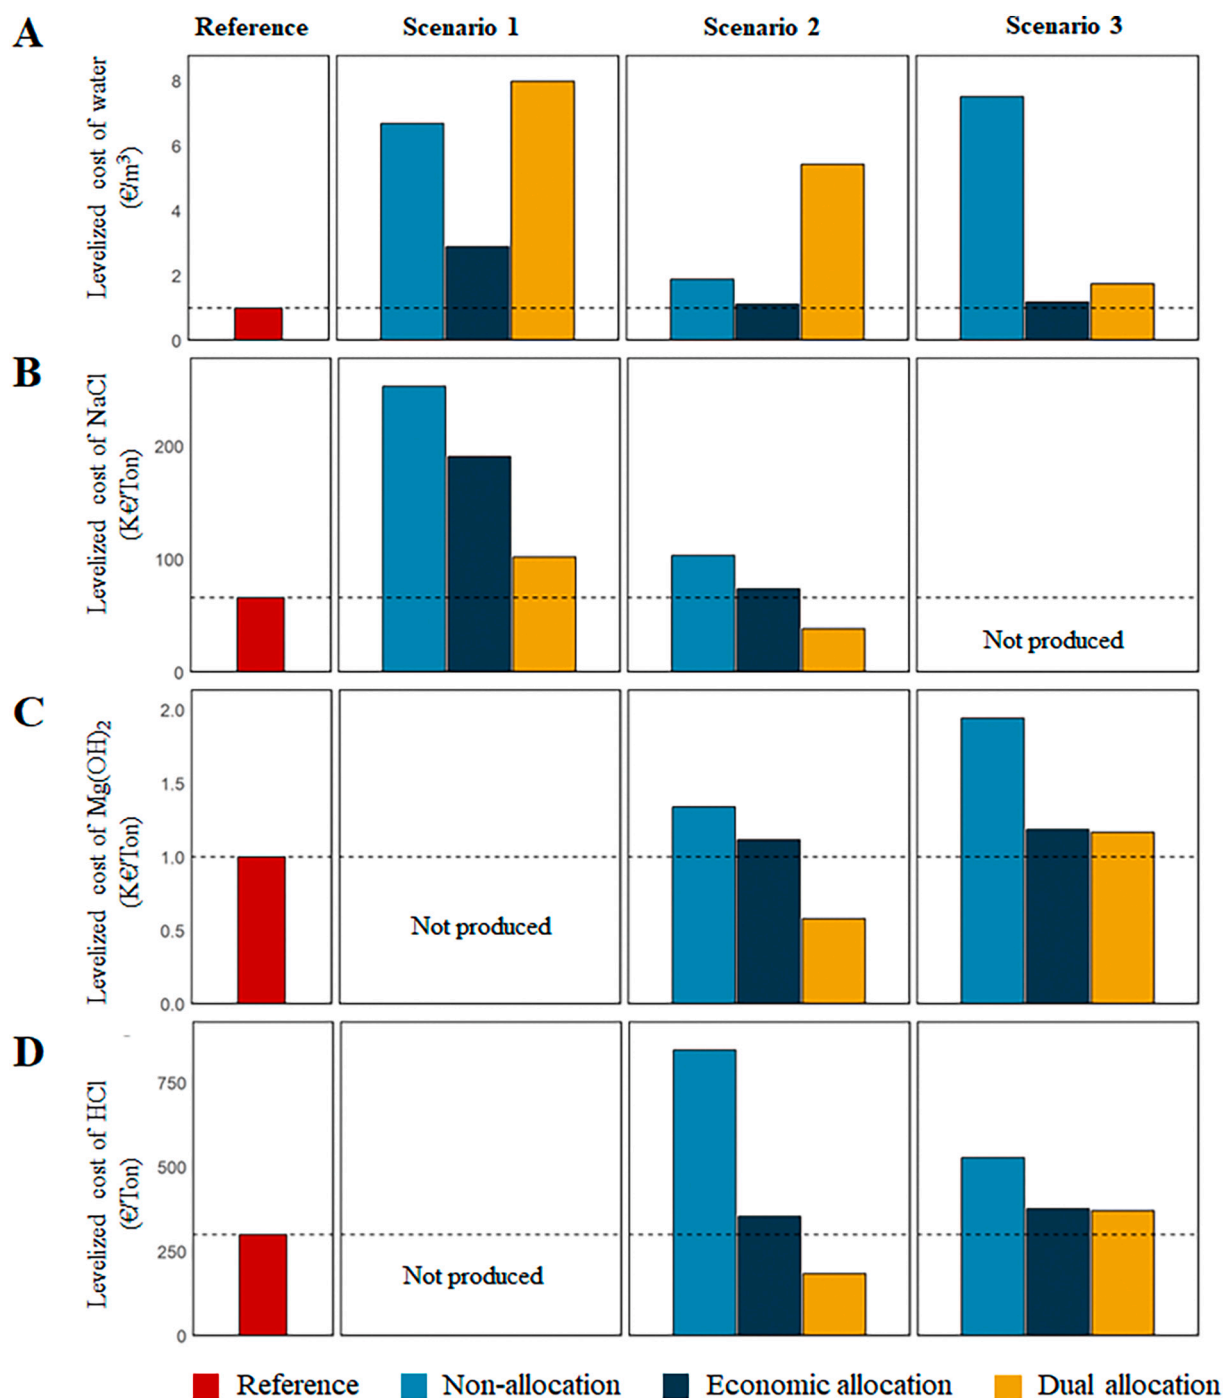 A
Reference
Scenario 1
Scenario 2
Scenario 3
Levelized cost of water
(€/m³)
8
6
4
2
0
B
Levelized cost of NaCl
(K€/Ton)
200
100
0
Not produced
C
Levelized cost of Mg(OH)₂
(K€/Ton)
2.0
1.5
1.0
0.5
0.0
Not produced
D
Levelized cost of HCl
(€/Ton)
750
500
250
0
Not produced
Reference
Non-allocation
Economic allocation
Dual allocation